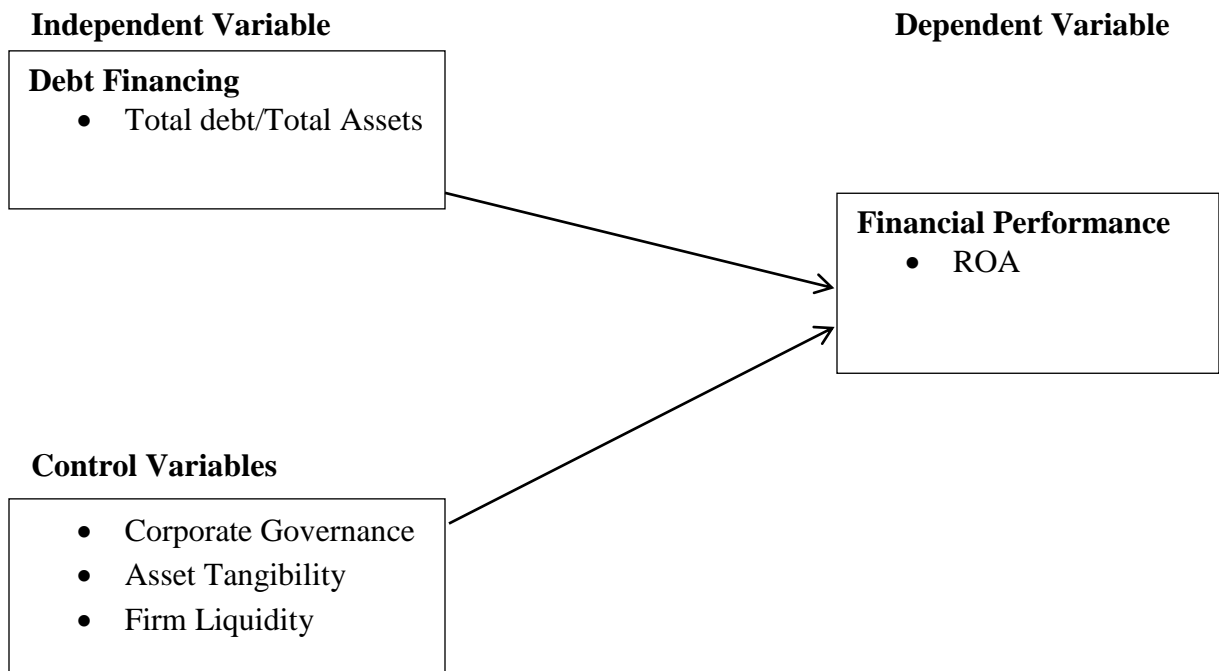 Independent Variable
Dependent Variable
Debt Financing
• Total debt/Total Assets
Financial Performance
• ROA
Control Variables
• Corporate Governance
• Asset Tangibility
• Firm Liquidity